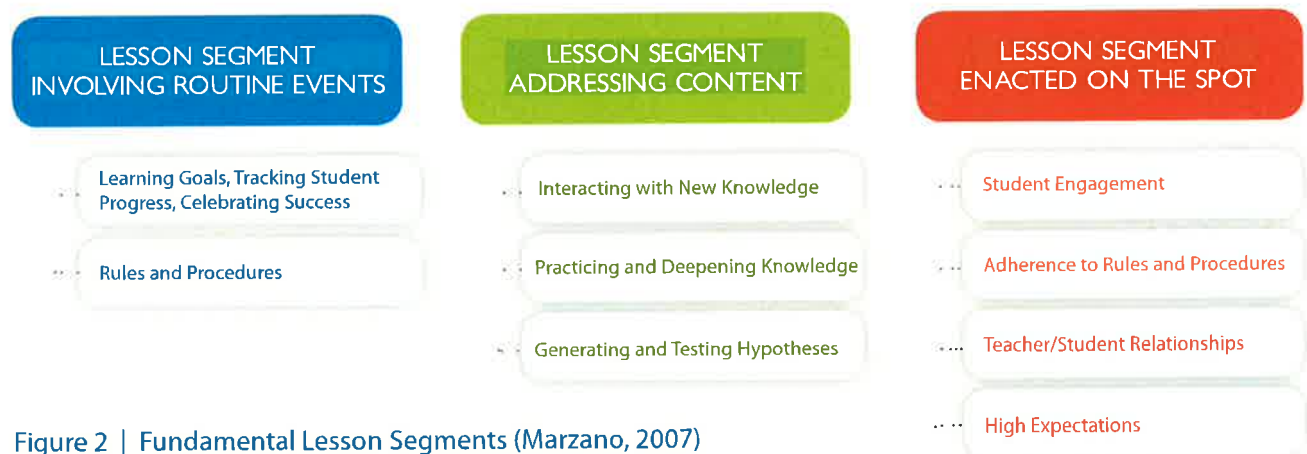 LESSON SEGMENT
INVOLVING ROUTINE EVENTS
Learning Goals, Tracking Student
Progress, Celebrating Success
Rules and Procedures
LESSON SEGMENT
ADDRESSING CONTENT
Interacting with New Knowledge
Practicing and Deepening Knowledge
Generating and Testing Hypotheses
LESSON SEGMENT
ENACTED ON THE SPOT
Student Engagement
Adherence to Rules and Procedures
Teacher/Student Relationships
High Expectations
Figure 2 | Fundamental Lesson Segments (Marzano, 2007)